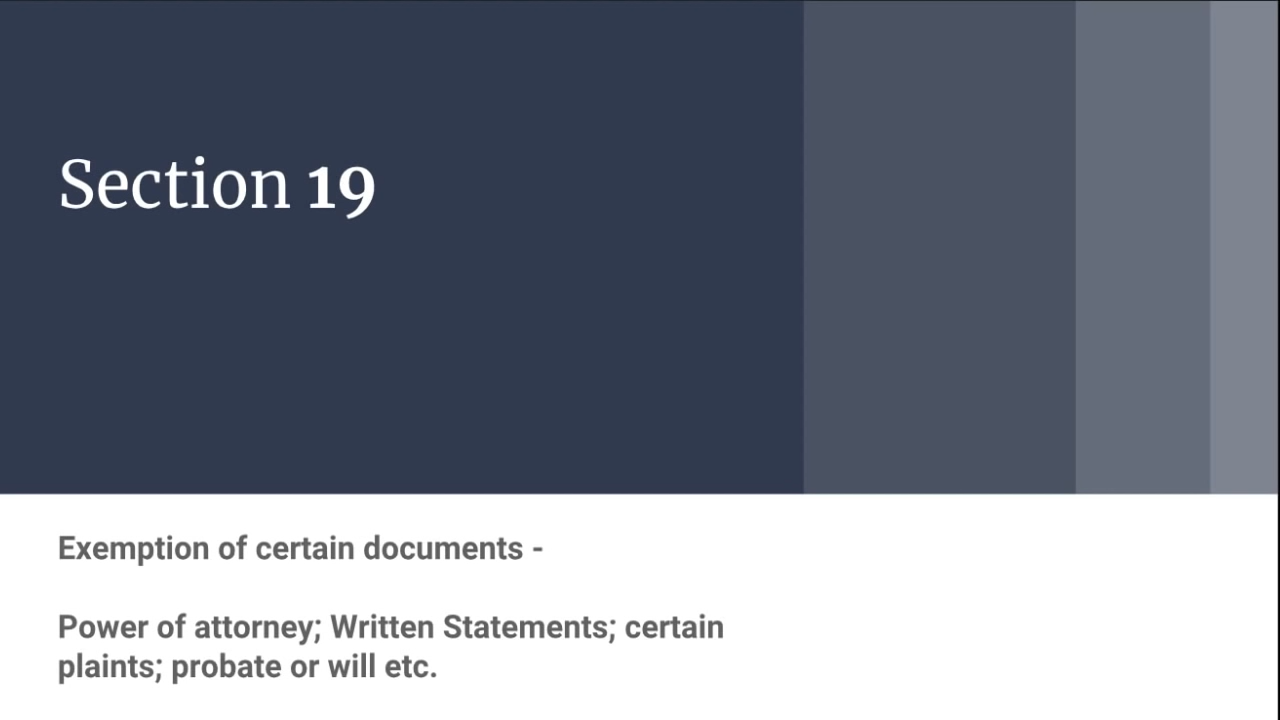 Section 19
Exemption of certain documents -
Power of attorney; Written Statements; certain
plaints; probate or will etc.